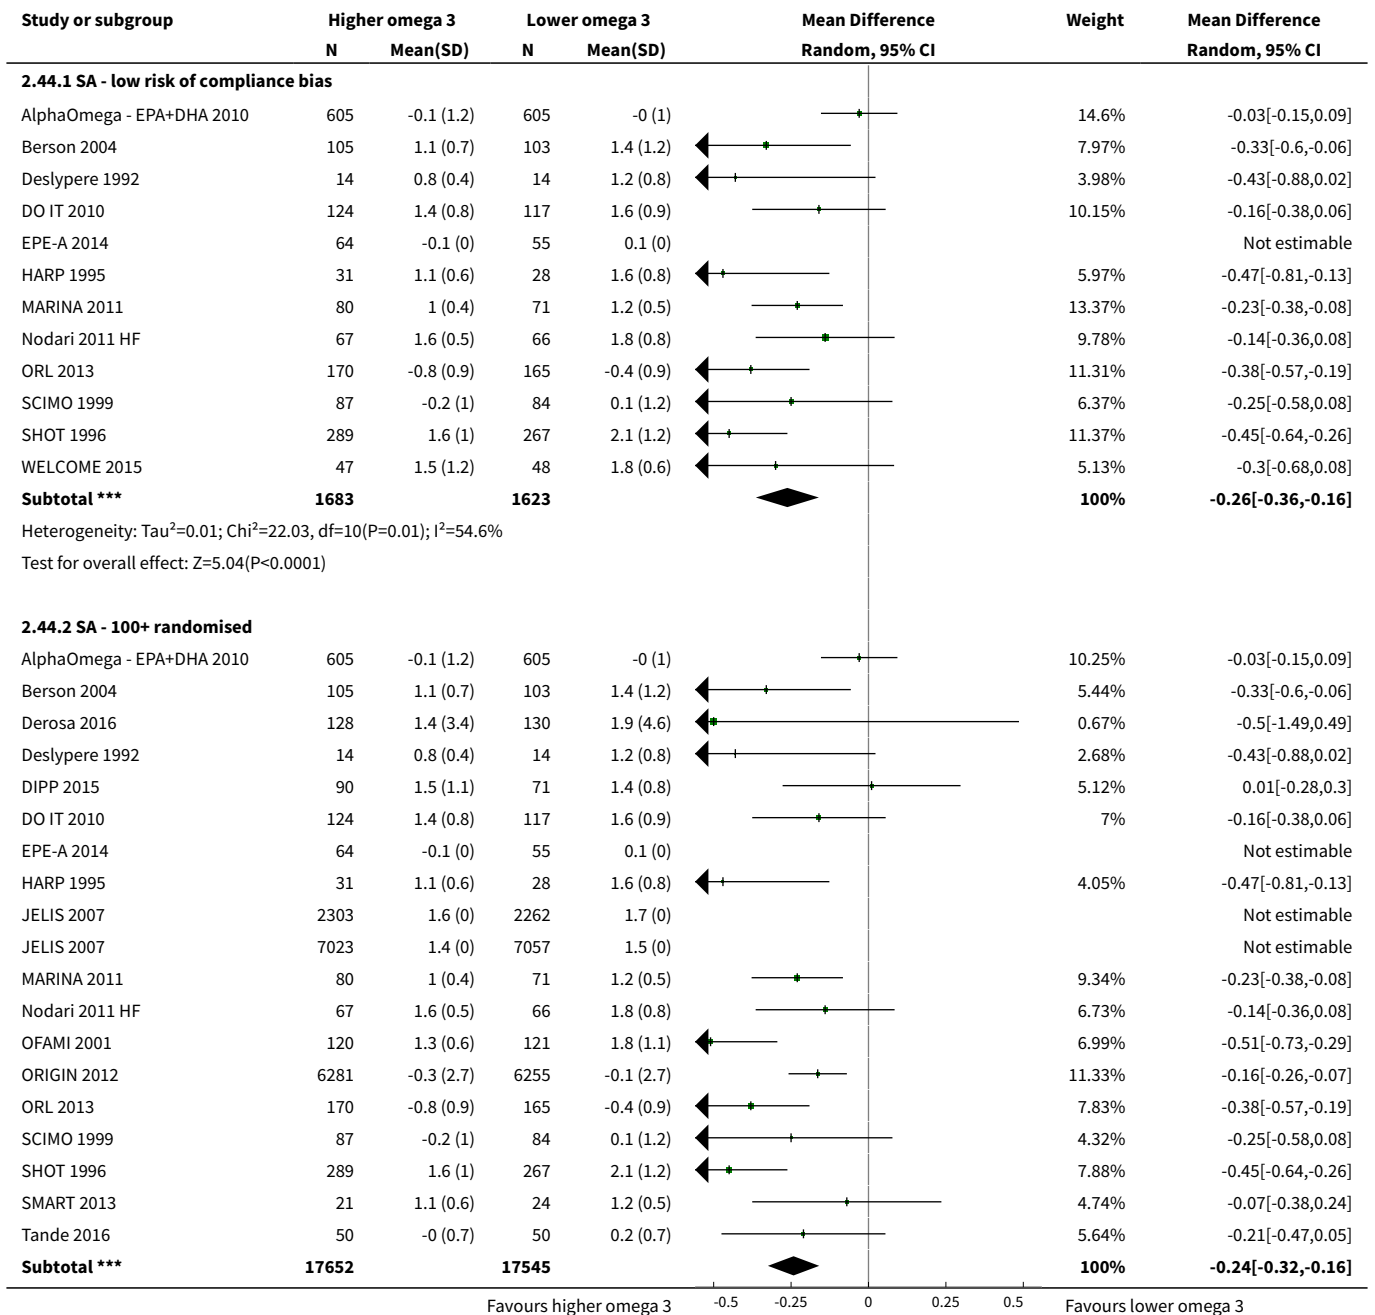 Study or subgroup Higher omega 3 Lower omega 3 Mean Difference Weight Mean Difference
N Mean(SD) N Mean(SD) Random, 95% CI Random, 95% CI
2.44.1 SA - low risk of compliance bias
AlphaOmega - EPA+DHA 2010 605 -0.1 (1.2) 605 -0 (1) 14.6% -0.03[-0.15,0.09]
Berson 2004 105 1.1 (0.7) 103 1.4 (1.2) 7.97% -0.33[-0.6,-0.06]
Deslypere 1992 14 0.8 (0.4) 14 1.2 (0.8) 3.98% -0.43[-0.88,0.02]
DO IT 2010 124 1.4 (0.8) 117 1.6 (0.9) 10.15% -0.16[-0.38,0.06]
EPE-A 2014 64 -0.1 (0) 55 0.1 (0) Not estimable
HARP 1995 31 1.1 (0.6) 28 1.6 (0.8) 5.97% -0.47[-0.81,-0.13]
MARINA 2011 80 1 (0.4) 71 1.2 (0.5) 13.37% -0.23[-0.38,-0.08]
Nodari 2011 HF 67 1.6 (0.5) 66 1.8 (0.8) 9.78% -0.14[-0.36,0.08]
ORL 2013 170 -0.8 (0.9) 165 -0.4 (0.9) 11.31% -0.38[-0.57,-0.19]
SCIMO 1999 87 -0.2 (1) 84 0.1 (1.2) 6.37% -0.25[-0.58,0.08]
SHOT 1996 289 1.6 (1) 267 2.1 (1.2) 11.37% -0.45[-0.64,-0.26]
WELCOME 2015 47 1.5 (1.2) 48 1.8 (0.6) 5.13% -0.3[-0.68,0.08]
Subtotal *** 1683 1623 100% -0.26[-0.36,-0.16]
Heterogeneity: Tau²=0.01; Chi²=22.03, df=10(P=0.01); I²=54.6%
Test for overall effect: Z=5.04(P<0.0001)
2.44.2 SA - 100+ randomised
AlphaOmega - EPA+DHA 2010 605 -0.1 (1.2) 605 -0 (1) 10.25% -0.03[-0.15,0.09]
Berson 2004 105 1.1 (0.7) 103 1.4 (1.2) 5.44% -0.33[-0.6,-0.06]
Derosa 2016 128 1.4 (3.4) 130 1.9 (4.6) 0.67% -0.5[-1.49,0.49]
Deslypere 1992 14 0.8 (0.4) 14 1.2 (0.8) 2.68% -0.43[-0.88,0.02]
DIPP 2015 90 1.5 (1.1) 71 1.4 (0.8) 5.12% 0.01[-0.28,0.3]
DO IT 2010 124 1.4 (0.8) 117 1.6 (0.9) 7% -0.16[-0.38,0.06]
EPE-A 2014 64 -0.1 (0) 55 0.1 (0) Not estimable
HARP 1995 31 1.1 (0.6) 28 1.6 (0.8) 4.05% -0.47[-0.81,-0.13]
JELIS 2007 2303 1.6 (0) 2262 1.7 (0) Not estimable
JELIS 2007 7023 1.4 (0) 7057 1.5 (0) Not estimable
MARINA 2011 80 1 (0.4) 71 1.2 (0.5) 9.34% -0.23[-0.38,-0.08]
Nodari 2011 HF 67 1.6 (0.5) 66 1.8 (0.8) 6.73% -0.14[-0.36,0.08]
OFAMI 2001 120 1.3 (0.6) 121 1.8 (1.1) 6.99% -0.51[-0.73,-0.29]
ORIGIN 2012 6281 -0.3 (2.7) 6255 -0.1 (2.7) 11.33% -0.16[-0.26,-0.07]
ORL 2013 170 -0.8 (0.9) 165 -0.4 (0.9) 7.83% -0.38[-0.57,-0.19]
SCIMO 1999 87 -0.2 (1) 84 0.1 (1.2) 4.32% -0.25[-0.58,0.08]
SHOT 1996 289 1.6 (1) 267 2.1 (1.2) 7.88% -0.45[-0.64,-0.26]
SMART 2013 21 1.1 (0.6) 24 1.2 (0.5) 4.74% -0.07[-0.38,0.24]
Tande 2016 50 -0 (0.7) 50 0.2 (0.7) 5.64% -0.21[-0.47,0.05]
Subtotal *** 17652 17545 100% -0.24[-0.32,-0.16]
Favours higher omega 3 -0.5 -0.25 0 0.25 0.5 Favours lower omega 3